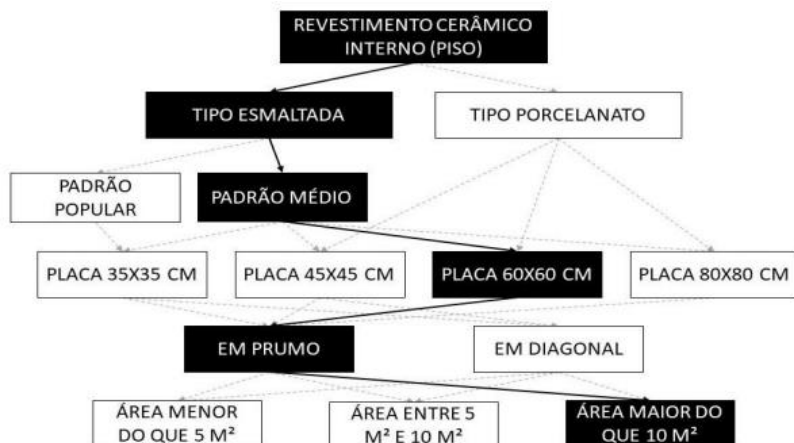 REVESTIMENTO CERÂMICO
INTERNO (PISO)
TIPO ESMALTADA
TIPO PORCELANATO
PADRÃO
POPULAR
PADRÃO MÉDIO
PLACA 35X35 CM
PLACA 45X45 CM
PLACA 60X60 CM
PLACA 80X80 CM
EM PRUMO
EM DIAGONAL
ÁREA MENOR
DO QUE 5 M²
ÁREA ENTRE 5
M² E 10 M²
ÁREA MAIOR DO
QUE 10 M²